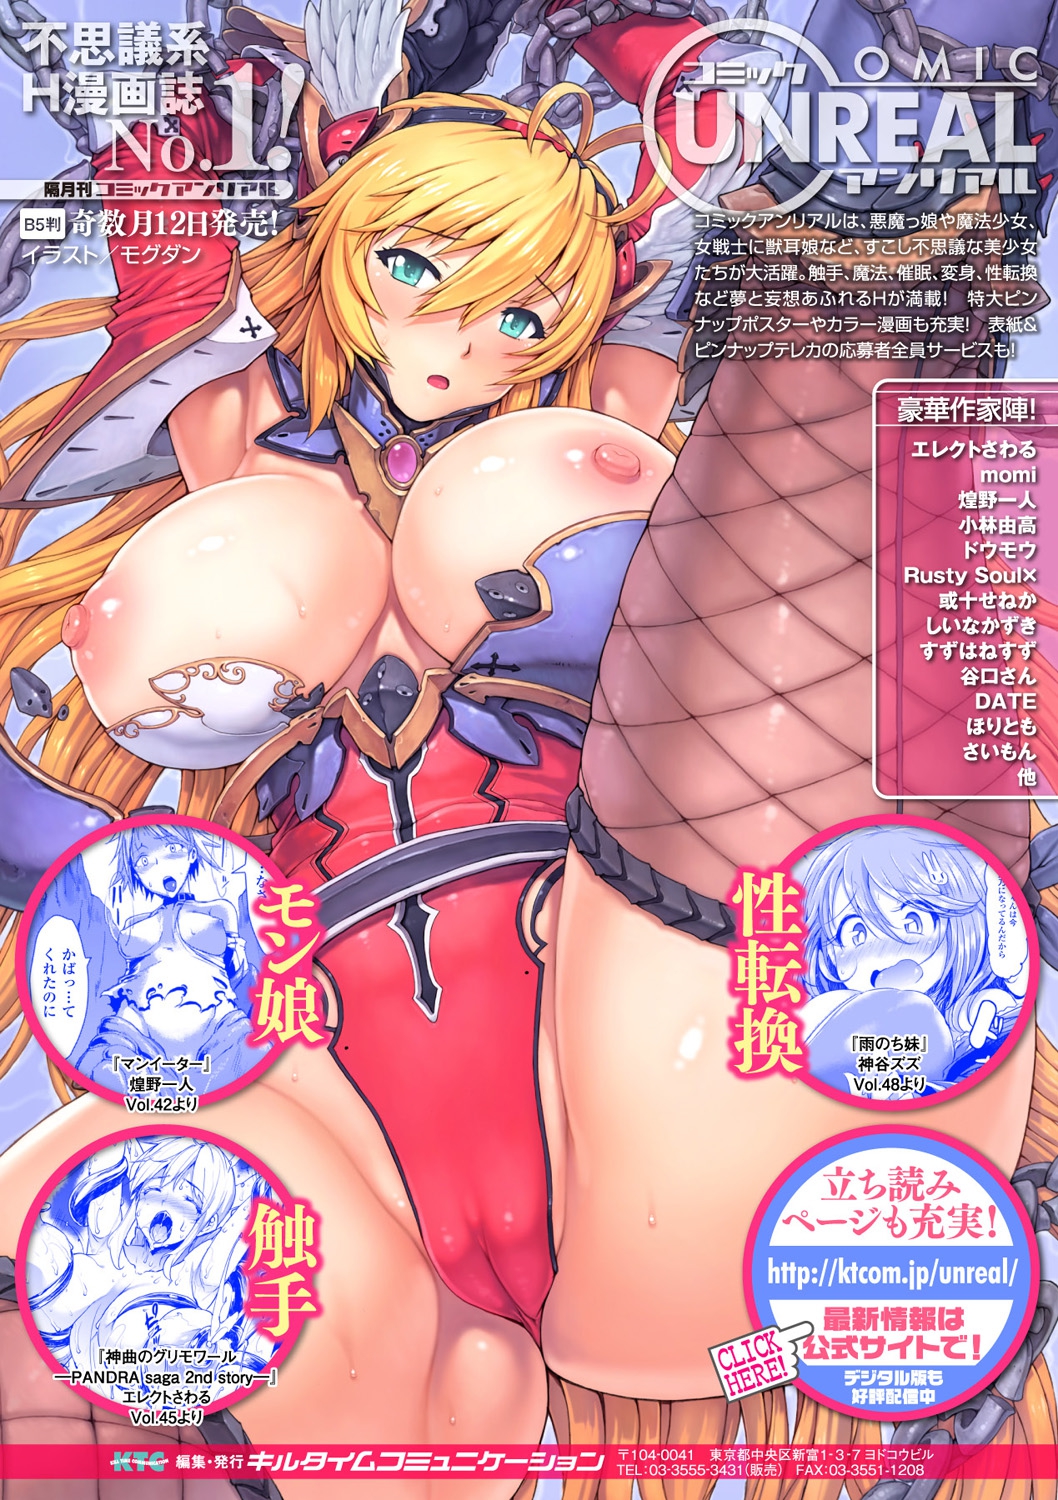 不思議系
H漫画誌
No.1!
隔月刊 コミックアンリアル
B5判 奇数月12日発売!
イラスト／モグダン
コミック OMIC
UNREAL
アンリアル
コミックアンリアルは、悪魔っ娘や魔法少女、
女戦士に獣耳娘など、すこし不思議な美少女
たちが大活躍。触手、魔法、催眠、変身、性転換
など夢と妄想あふれるHが満載! 特大ピン
ナップポスターやカラー漫画も充実! 表紙&
ピンナップテレカの応募者全員サービスも!
豪華作家陣!
エレクトさわる
momi
煌野一人
小林由高
ドウモウ
Rusty Soul×
或十せねか
しいなかずき
すずはねすず
谷口さん
DATE
ほりとも
さいもん
他
モン娘
かばっ…て
くれたのに
『マンイーター』
煌野一人
Vol.42より
性転換
『雨のち妹』
神谷ズズ
Vol.48より
触手
『神曲のグリモワール
―PANDRA saga 2nd story―』
エレクトさわる
Vol.45より
立ち読み
ページも充実!
http://ktcom.jp/unreal/
最新情報は
公式サイトで!
デジタル版も
好評配信中
CLICK
HERE!
KTC
KILL TIME COMMUNICATION
編集・発行 キルタイムコミュニケーション
〒104-0041 東京都中央区新富1-3-7 ヨドコウビル
TEL:03-3555-3431(販売) FAX:03-3551-1208